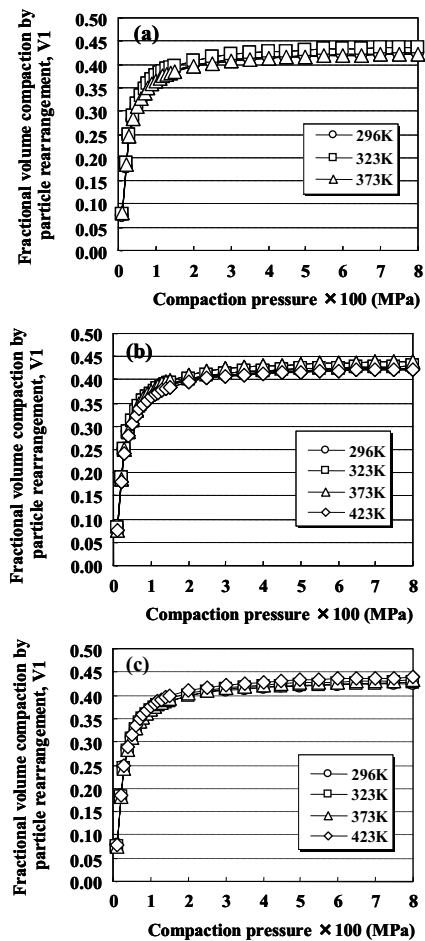 Fractional volume compaction by
particle rearrangement, V1
0.50
0.45
0.40
0.35
0.30
0.25
0.20
0.15
0.10
0.05
0.00
(a)
296K
323K
373K
0 1 2 3 4 5 6 7 8
Compaction pressure ×100 (MPa)
Fractional volume compaction by
particle rearrangement, V1
0.50
0.45
0.40
0.35
0.30
0.25
0.20
0.15
0.10
0.05
0.00
(b)
296K
323K
373K
423K
0 1 2 3 4 5 6 7 8
Compaction pressure ×100 (MPa)
Fractional volume compaction by
particle rearrangement, V1
0.50
0.45
0.40
0.35
0.30
0.25
0.20
0.15
0.10
0.05
0.00
(c)
296K
323K
373K
423K
0 1 2 3 4 5 6 7 8
Compaction pressure ×100 (MPa)